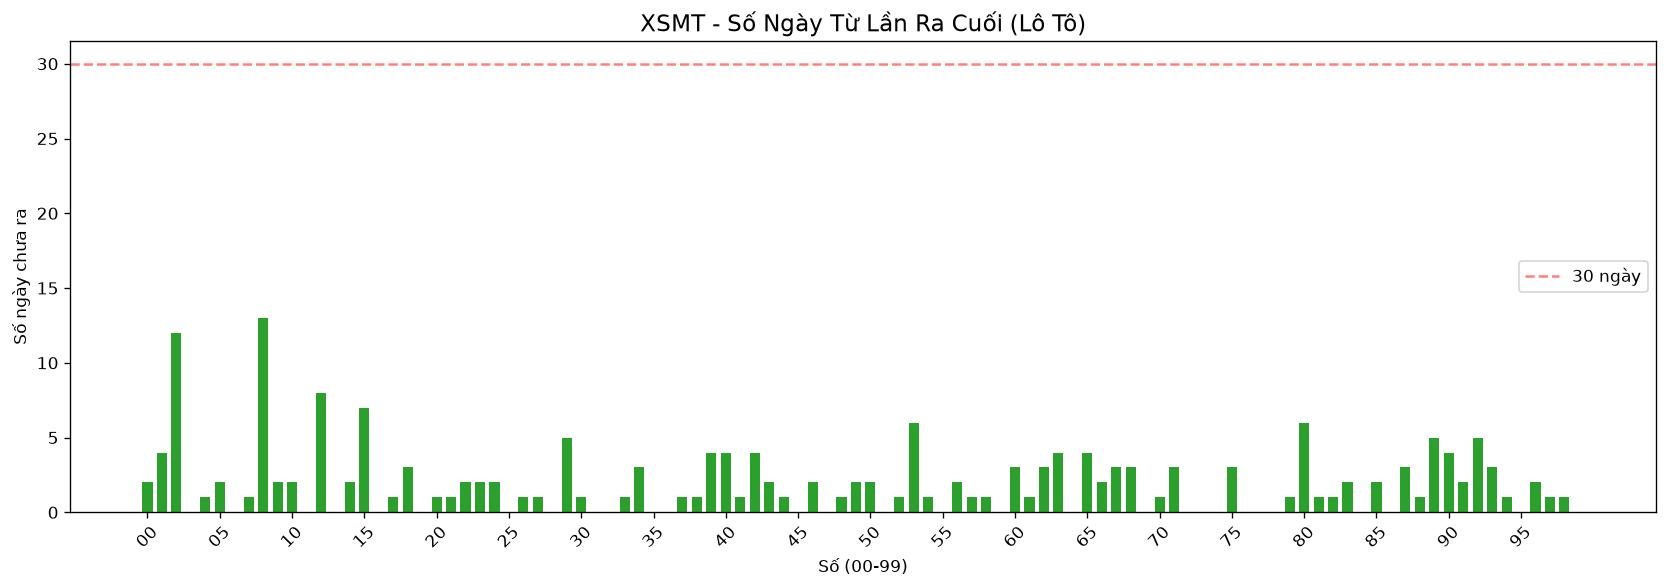 XSMT - Số Ngày Từ Lần Ra Cuối (Lô Tô)
Số ngày chưa ra
30
25
20
15
10
5
0
30 ngày
00 05 10 15 20 25 30 35 40 45 50 55 60 65 70 75 80 85 90 95
Số (00-99)